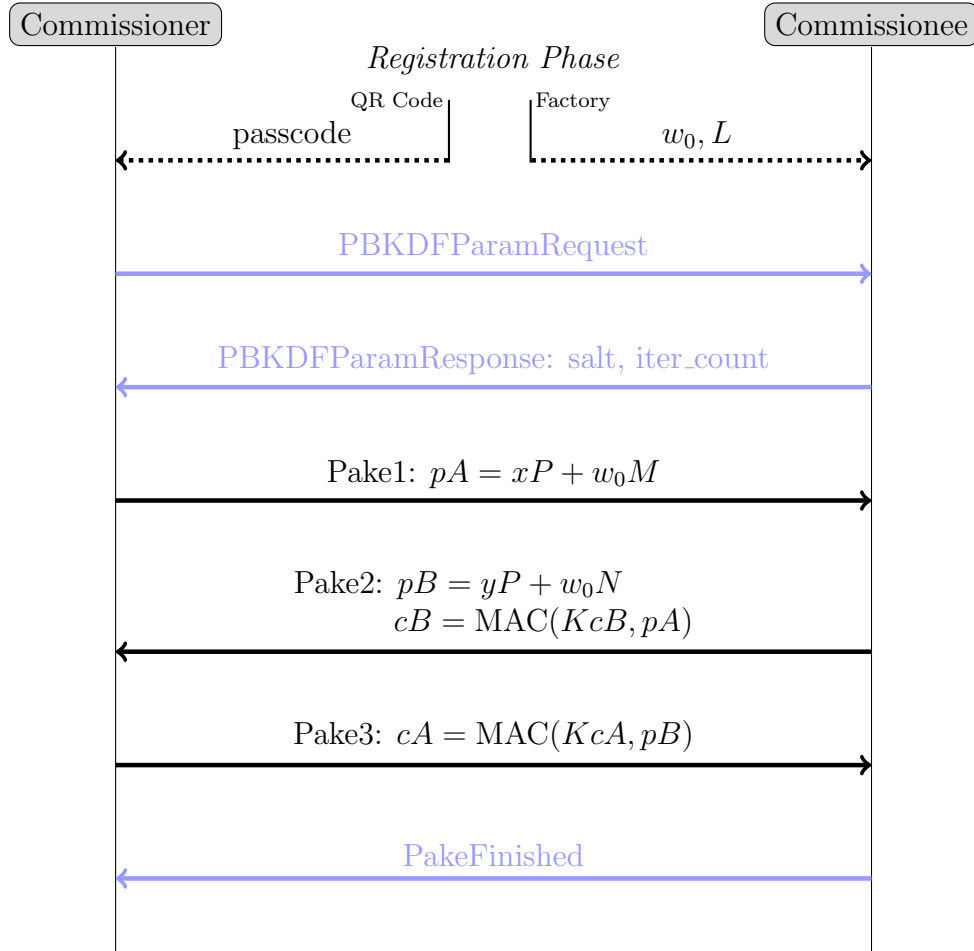 Commissioner
Commissionee
Registration Phase
QR Code
Factory
passcode
w₀, L
PBKDFParamRequest
PBKDFParamResponse: salt, iter_count
Pake1: pA = xP + w₀M
Pake2: pB = yP + w₀N
cB = MAC(KcB, pA)
Pake3: cA = MAC(KcA, pB)
PakeFinished